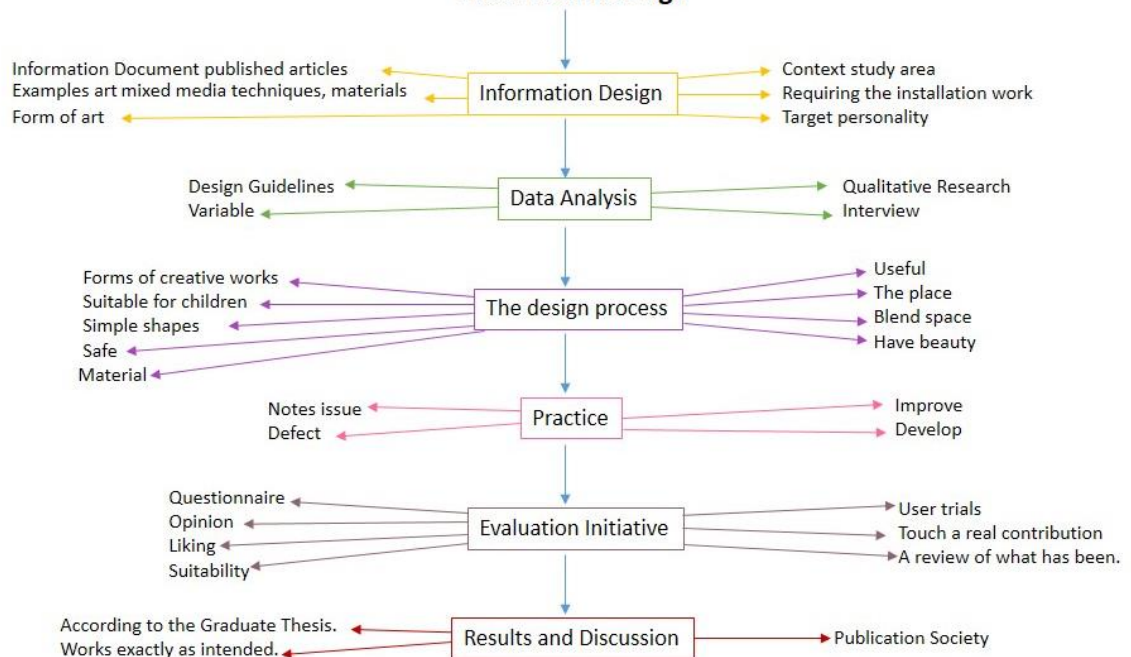 Information Document published articles
Examples art mixed media techniques, materials
Form of art
Information Design
Context study area
Requiring the installation work
Target personality
Design Guidelines
Variable
Data Analysis
Qualitative Research
Interview
Forms of creative works
Suitable for children
Simple shapes
Safe
Material
The design process
Useful
The place
Blend space
Have beauty
Notes issue
Defect
Practice
Improve
Develop
Questionnaire
Opinion
Liking
Suitability
Evaluation Initiative
User trials
Touch a real contribution
A review of what has been.
According to the Graduate Thesis.
Works exactly as intended.
Results and Discussion
Publication Society